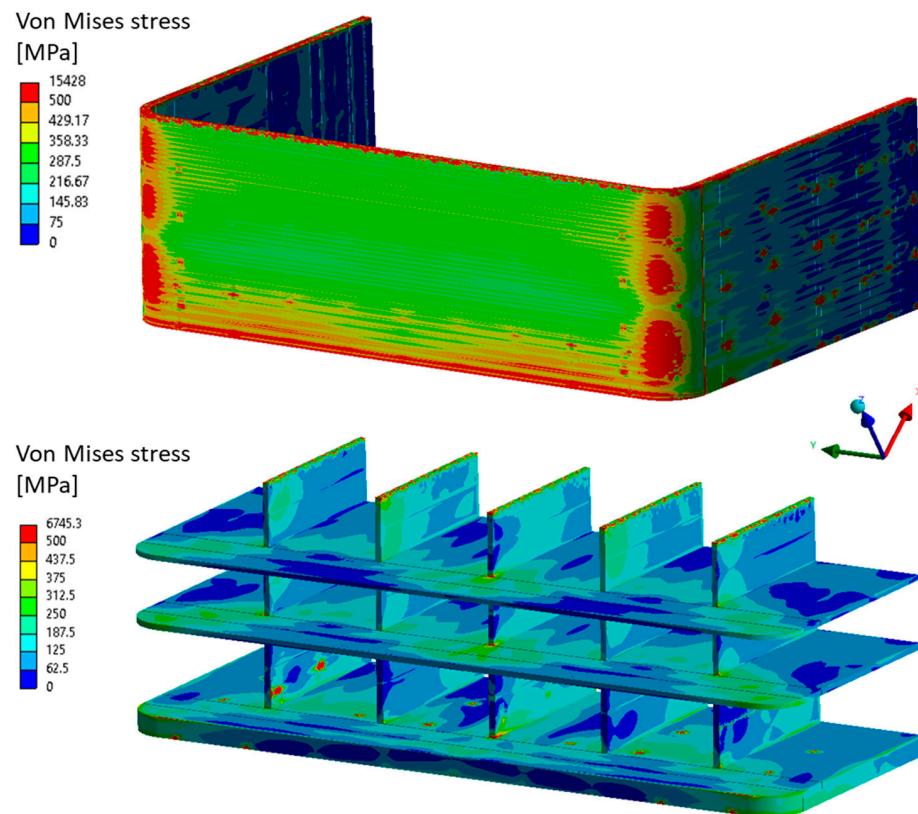 Von Mises stress
[MPa]
15428
500
429.17
358.33
287.5
216.67
145.83
75
0
X
Z
Y
Von Mises stress
[MPa]
6745.3
500
437.5
375
312.5
250
187.5
125
62.5
0